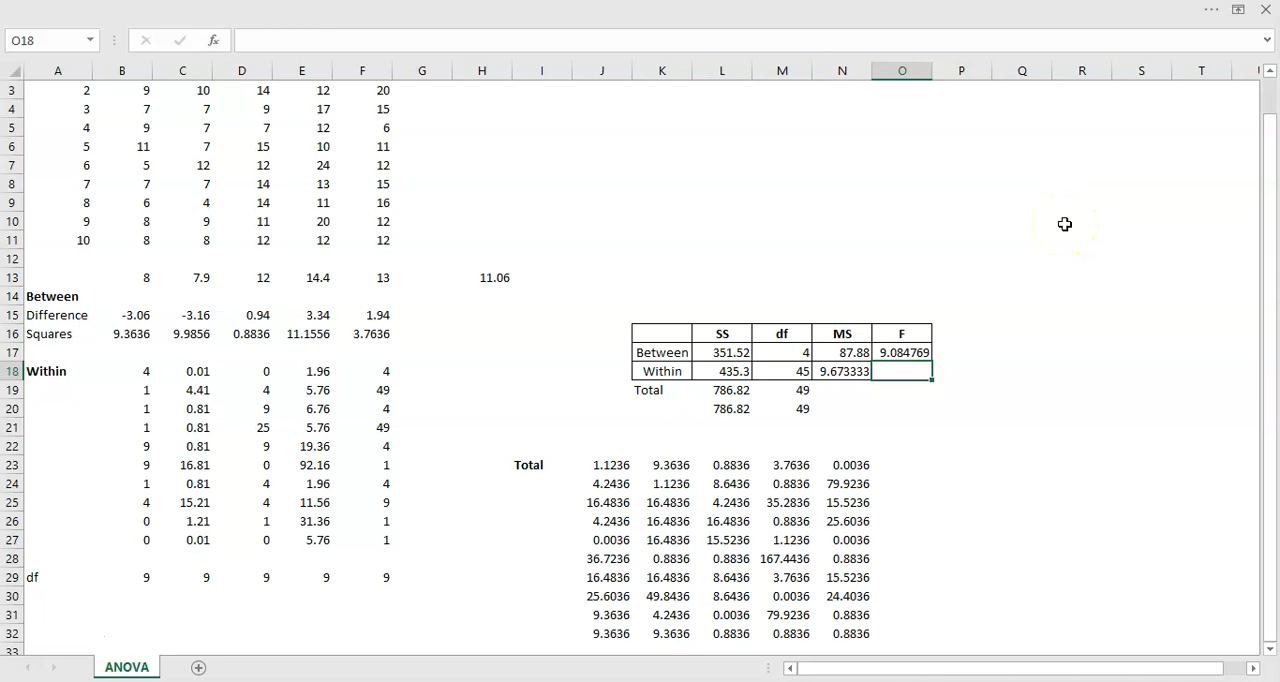 O18 fx
A B C D E F G H I J K L M N O P Q R S T
3 2 9 10 14 12 20
4 3 7 7 9 17 15
5 4 9 7 7 12 6
6 5 11 7 15 10 11
7 6 5 12 12 24 12
8 7 7 7 14 13 15
9 8 6 4 14 11 16
10 9 8 9 11 20 12
11 10 8 8 12 12 12
12
13 8 7.9 12 14.4 13 11.06
14 Between
15 Difference -3.06 -3.16 0.94 3.34 1.94
16 Squares 9.3636 9.9856 0.8836 11.1556 3.7636 SS df MS F
17 Between 351.52 4 87.88 9.084769
18 Within 4 0.01 0 1.96 4 Within 435.3 45 9.673333
19 1 4.41 4 5.76 49 Total 786.82 49
20 1 0.81 9 6.76 4 786.82 49
21 1 0.81 25 5.76 49
22 9 0.81 9 19.36 4
23 9 16.81 0 92.16 1 Total 1.1236 9.3636 0.8836 3.7636 0.0036
24 1 0.81 4 1.96 4 4.2436 1.1236 8.6436 0.8836 79.9236
25 4 15.21 4 11.56 9 16.4836 16.4836 4.2436 35.2836 15.5236
26 0 1.21 1 31.36 1 4.2436 16.4836 16.4836 0.8836 25.6036
27 0 0.01 0 5.76 1 0.0036 16.4836 15.5236 1.1236 0.0036
28 36.7236 0.8836 0.8836 167.4436 0.8836
29 df 9 9 9 9 9 16.4836 16.4836 8.6436 3.7636 15.5236
30 25.6036 49.8436 8.6436 0.0036 24.4036
31 9.3636 4.2436 0.0036 79.9236 0.8836
32 9.3636 9.3636 0.8836 0.8836 0.8836
33
ANOVA